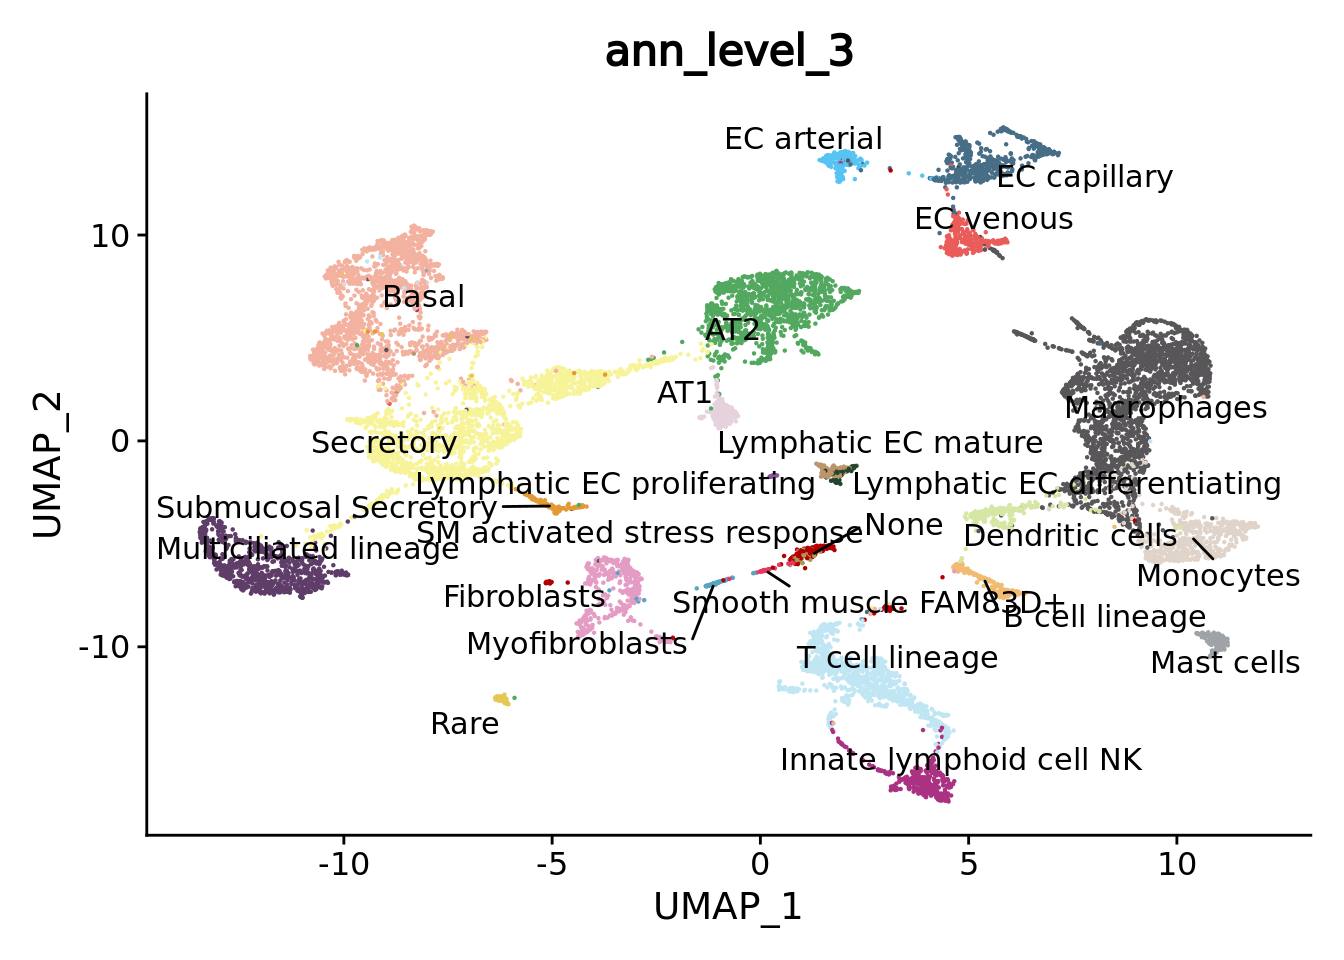 ann_level_3
EC arterial
EC capillary
EC venous
10
Basal
AT2
AT1
Macrophages
UMAP_2
0
Secretory
Lymphatic EC mature
Lymphatic EC proliferating
Lymphatic EC differentiating
Submucosal Secretory
None
SM activated stress response
Dendritic cells
Multiciliated lineage
Monocytes
Fibroblasts
Smooth muscle FAM83D+
B cell lineage
-10
Myofibroblasts
T cell lineage
Mast cells
Rare
Innate lymphoid cell NK
-10 -5 0 5 10
UMAP_1